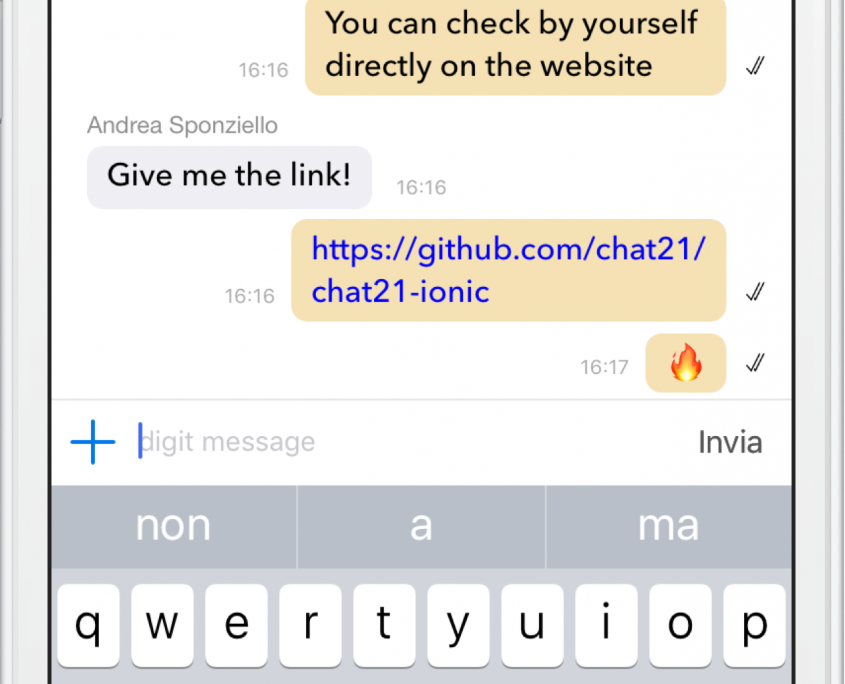 You can check by yourself
directly on the website
16:16
Andrea Sponziello
Give me the link!
16:16
https://github.com/chat21/
chat21-ionic
16:16
16:17 🔥
digit message
Invia
non a ma
q w e r t y u i o p